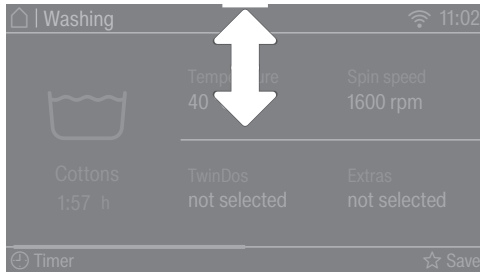 Washing
11:02
Temperature
40
Spin speed
1600 rpm
Cottons
1:57 h
TwinDos
not selected
Extras
not selected
Timer
Save